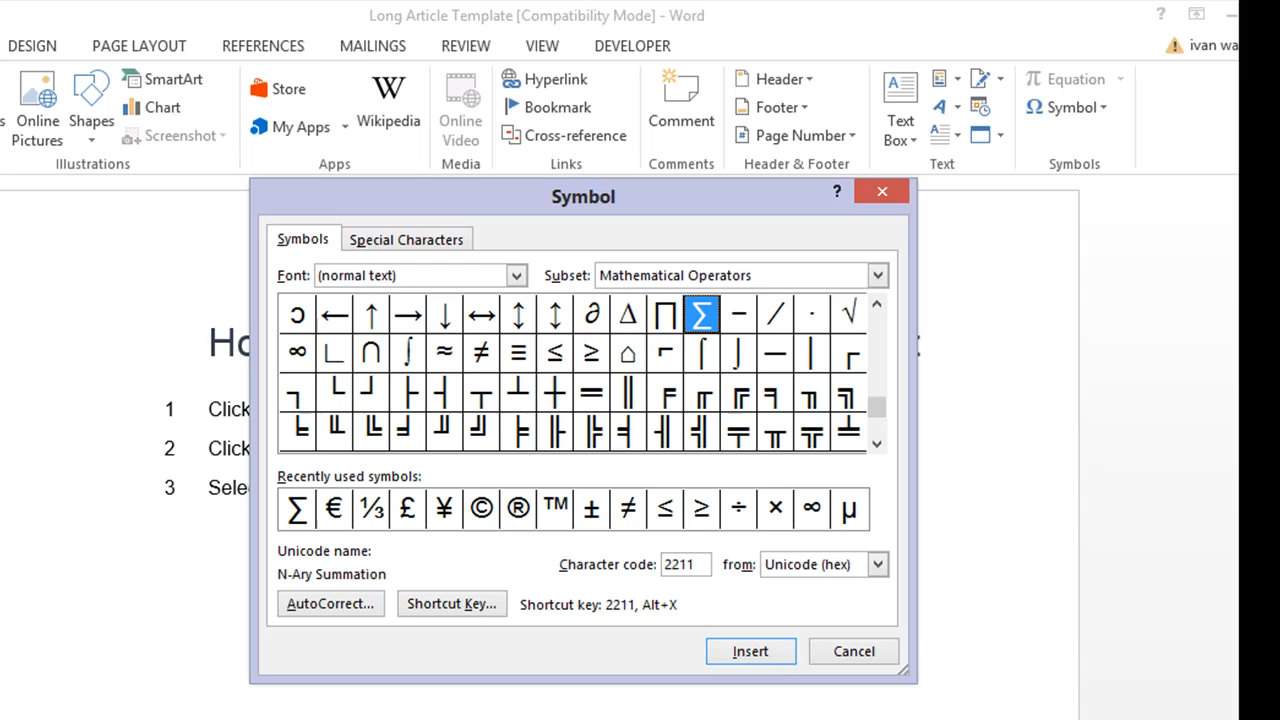 Long Article Template [Compatibility Mode] - Word
?
DESIGN PAGE LAYOUT REFERENCES MAILINGS REVIEW VIEW DEVELOPER ivan wa
Online Pictures
Shapes
SmartArt
Chart
Screenshot
Illustrations
Store
My Apps
W
Wikipedia
Apps
Online Video
Media
Hyperlink
Bookmark
Cross-reference
Links
Comment
Comments
Header
Footer
Page Number
Header & Footer
Text Box
Text
π Equation
Ω Symbol
Symbols
Symbol
?
Symbols Special Characters
Font: (normal text) Subset: Mathematical Operators
ɔ ← ↑ → ↓ ↔ ↕ ↨ ∂ ∆ ∏ ∑ − ∕ ∙ √
∞ ∟ ∩ ∫ ≈ ≠ ≡ ≤ ≥ ⌂ ⌐ ⌠ ⌡ ─ │ ┌
┐ └ ┘ ├ ┤ ┬ ┴ ┼ ═ ║ ╒ ╓ ╔ ╕ ╖ ╗
╘ ╙ ╚ ╛ ╜ ╝ ╞ ╟ ╠ ╡ ╢ ╣ ╤ ╥ ╦ ╧
Recently used symbols:
∑ € ⅓ £ ¥ © ® ™ ± ≠ ≤ ≥ ÷ × ∞ µ
Unicode name:
N-Ary Summation
Character code: 2211 from: Unicode (hex)
AutoCorrect... Shortcut Key... Shortcut key: 2211, Alt+X
Insert Cancel
Ho
1 Click
2 Click
3 Selec